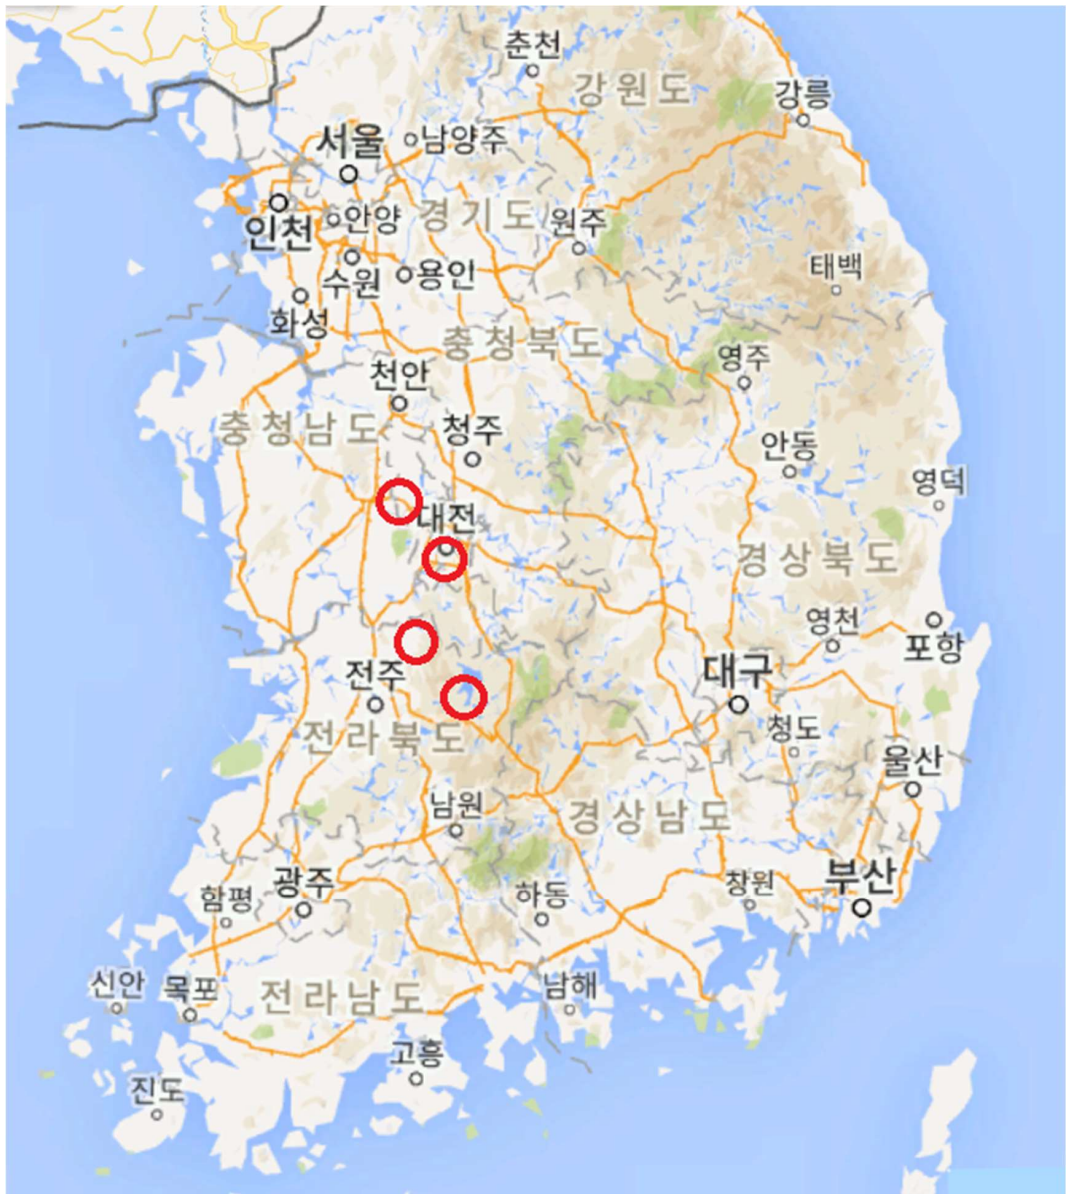 춘천
강원도
강릉
서울
남양주
인천
안양
경기도
원주
수원
용안
태백
화성
충청북도
천안
영주
충청남도
청주
안동
영덕
대전
경상북도
영천
포항
전주
대구
전라북도
청도
울산
남원
경상남도
함평
광주
하동
창원
부산
신안
목포
전라남도
남해
고흥
진도